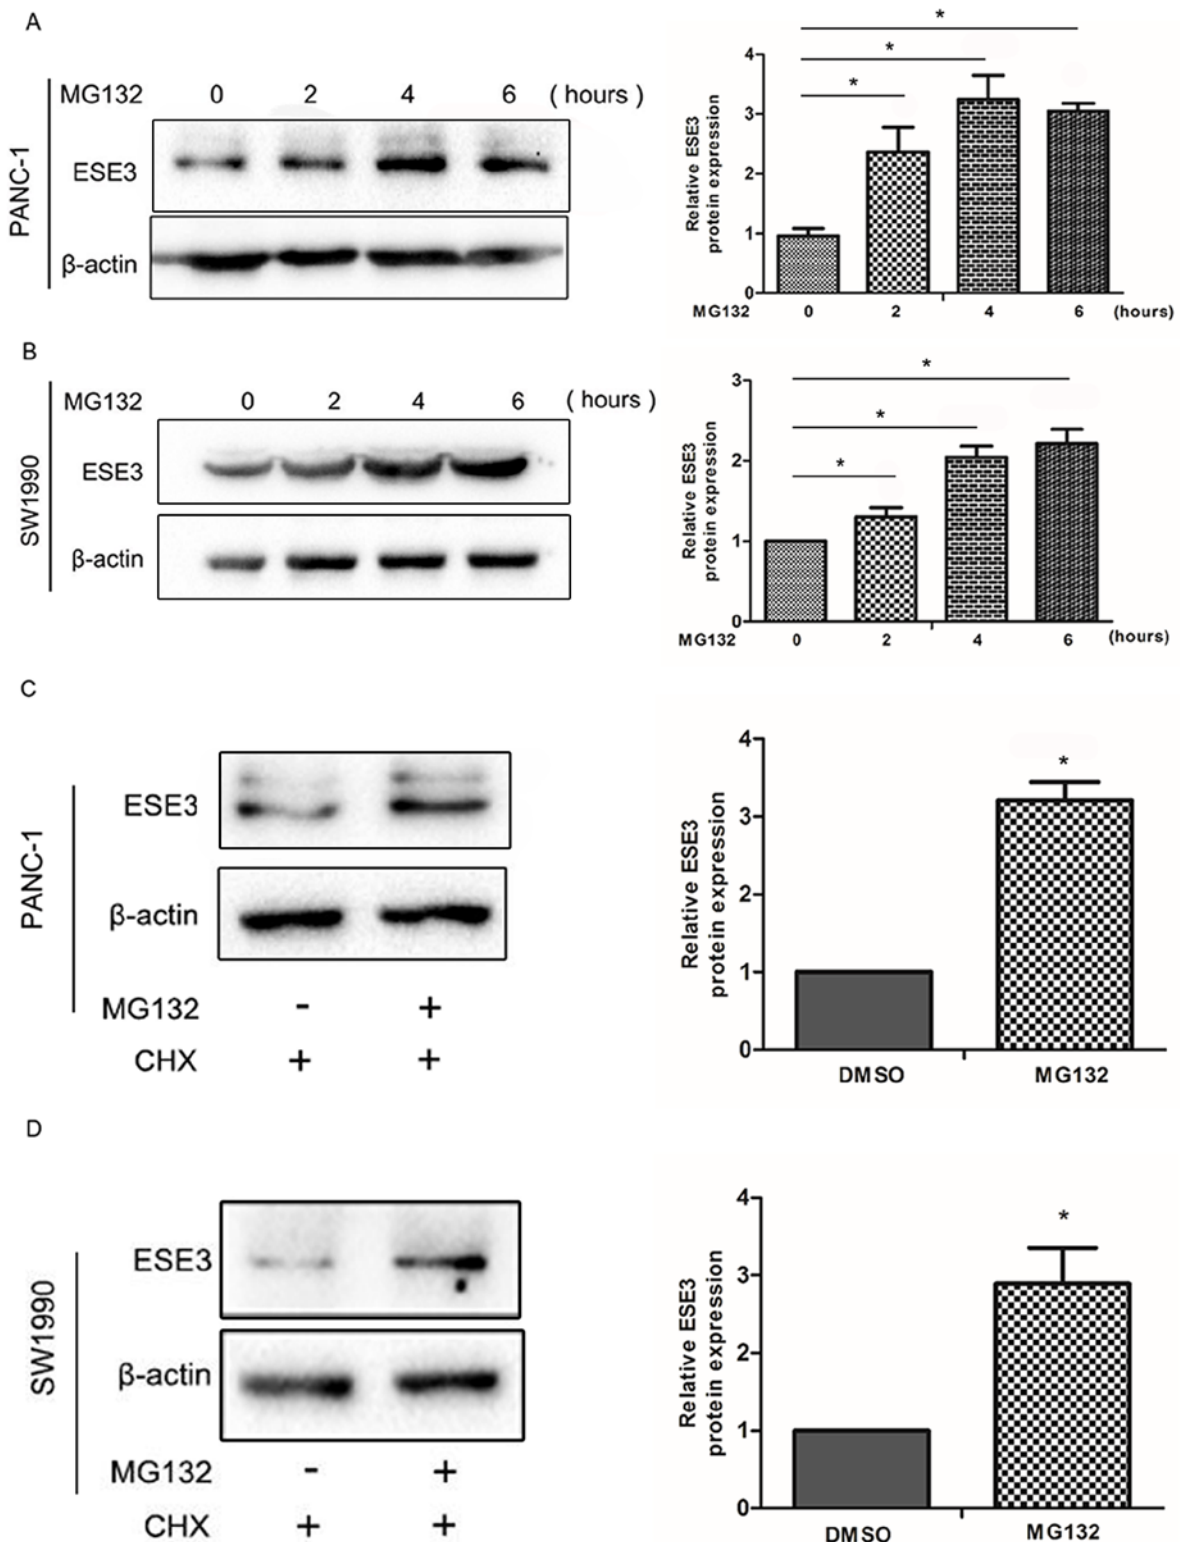 A
MG132 0 2 4 6 ( hours )
PANC-1
ESE3
β-actin
* * *
Relative ESE3
protein expression
4
3
2
1
0
MG132 0 2 4 6 (hours)
B
MG132 0 2 4 6 ( hours )
SW1990
ESE3
β-actin
* * *
Relative ESE3
protein expression
3
2
1
0
MG132 0 2 4 6 (hours)
C
PANC-1
ESE3
β-actin
MG132 - +
CHX + +
*
Relative ESE3
protein expression
4
3
2
1
0
DMSO MG132
D
SW1990
ESE3
β-actin
MG132 - +
CHX + +
*
Relative ESE3
protein expression
4
3
2
1
0
DMSO MG132